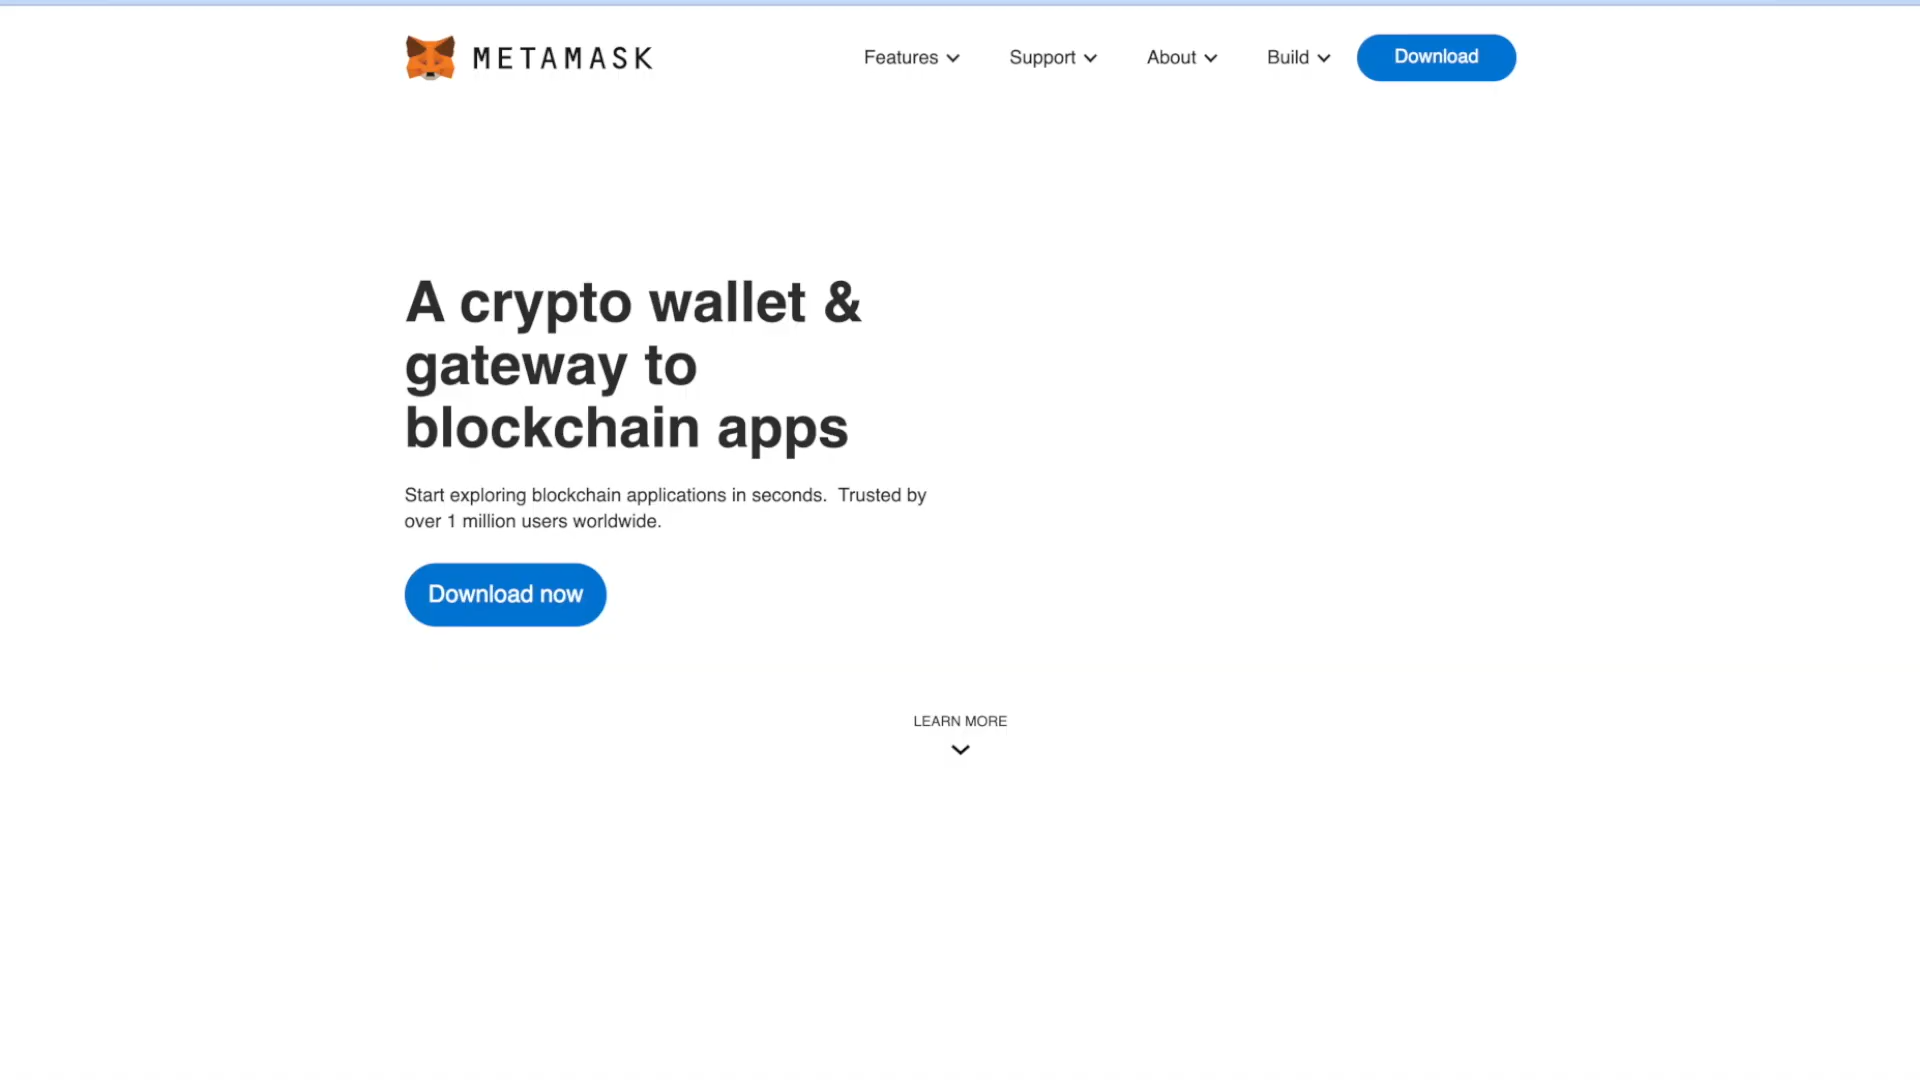 METAMASK
Features
Support
About
Build
Download
A crypto wallet &
gateway to
blockchain apps
Start exploring blockchain applications in seconds.  Trusted by
over 1 million users worldwide.
Download now
LEARN MORE